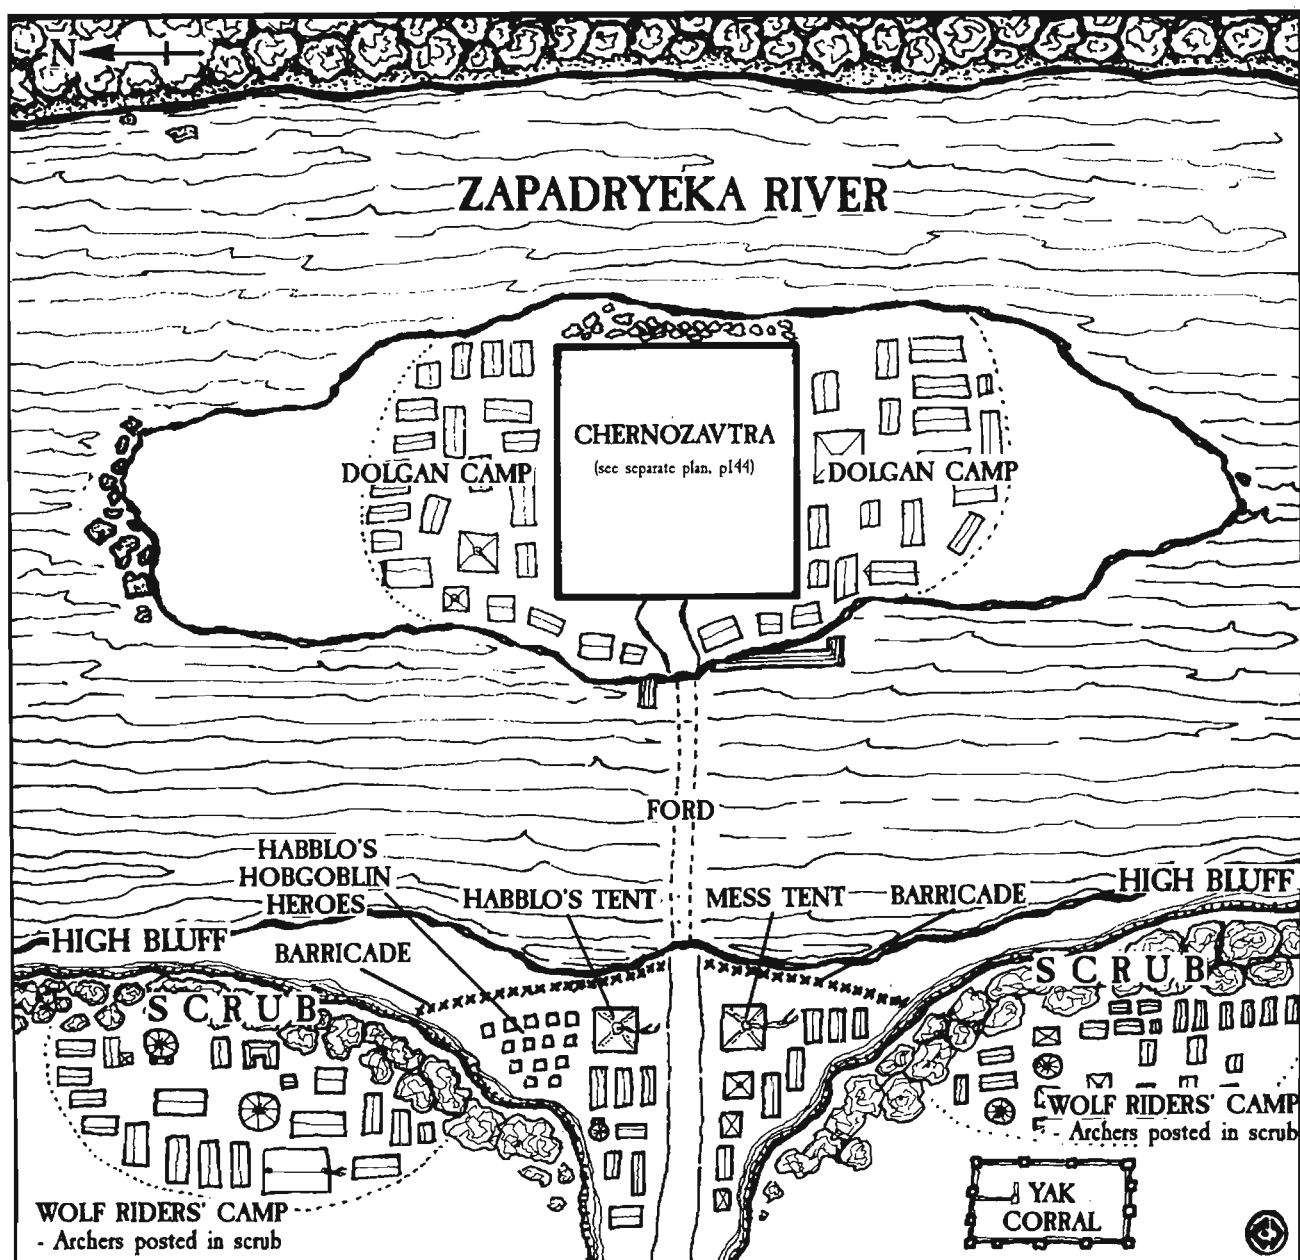 N
ZAPADRYEKA RIVER
CHERNOZAVTRA
(see separate plan, p144)
DOLGAN CAMP
DOLGAN CAMP
FORD
HABBLO'S
HOBGOBLIN
HEROES
HABBLO'S TENT
MESS TENT
BARRICADE
HIGH BLUFF
HIGH BLUFF
BARRICADE
SCRUB
SCRUB
WOLF RIDERS' CAMP
- Archers posted in scrub
YAK
CORRAL
WOLF RIDERS' CAMP
- Archers posted in scrub